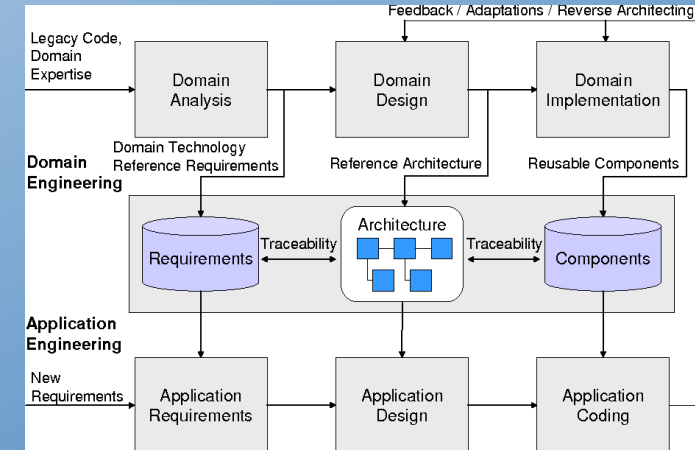 Feedback / Adaptations / Reverse Architecting
Legacy Code,
Domain
Expertise
Domain
Analysis
Domain
Design
Domain
Implementation
Domain Technology
Reference Requirements
Reference Architecture
Reusable Components
Domain
Engineering
Requirements
Traceability
Architecture
Traceability
Components
Application
Engineering
New
Requirements
Application
Requirements
Application
Design
Application
Coding